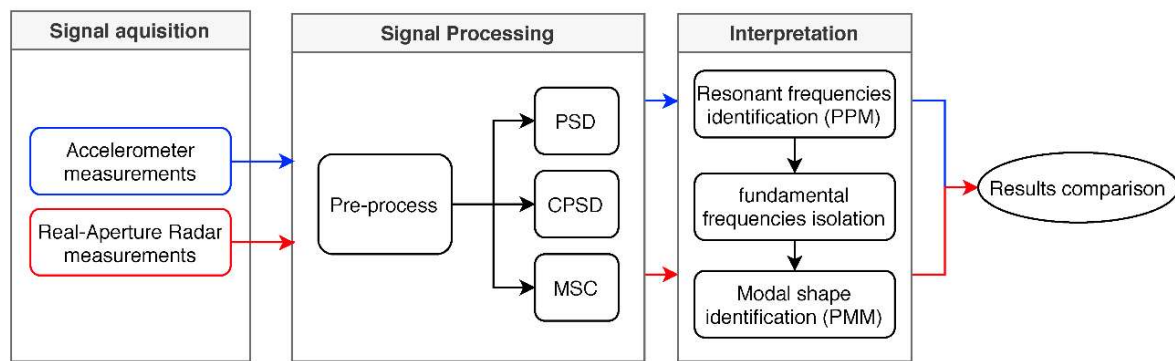 Signal aquisition
Signal Processing
Interpretation
Accelerometer
measurements
Real-Aperture Radar
measurements
Pre-process
PSD
CPSD
MSC
Resonant frequencies
identification (PPM)
fundamental
frequencies isolation
Modal shape
identification (PMM)
Results comparison